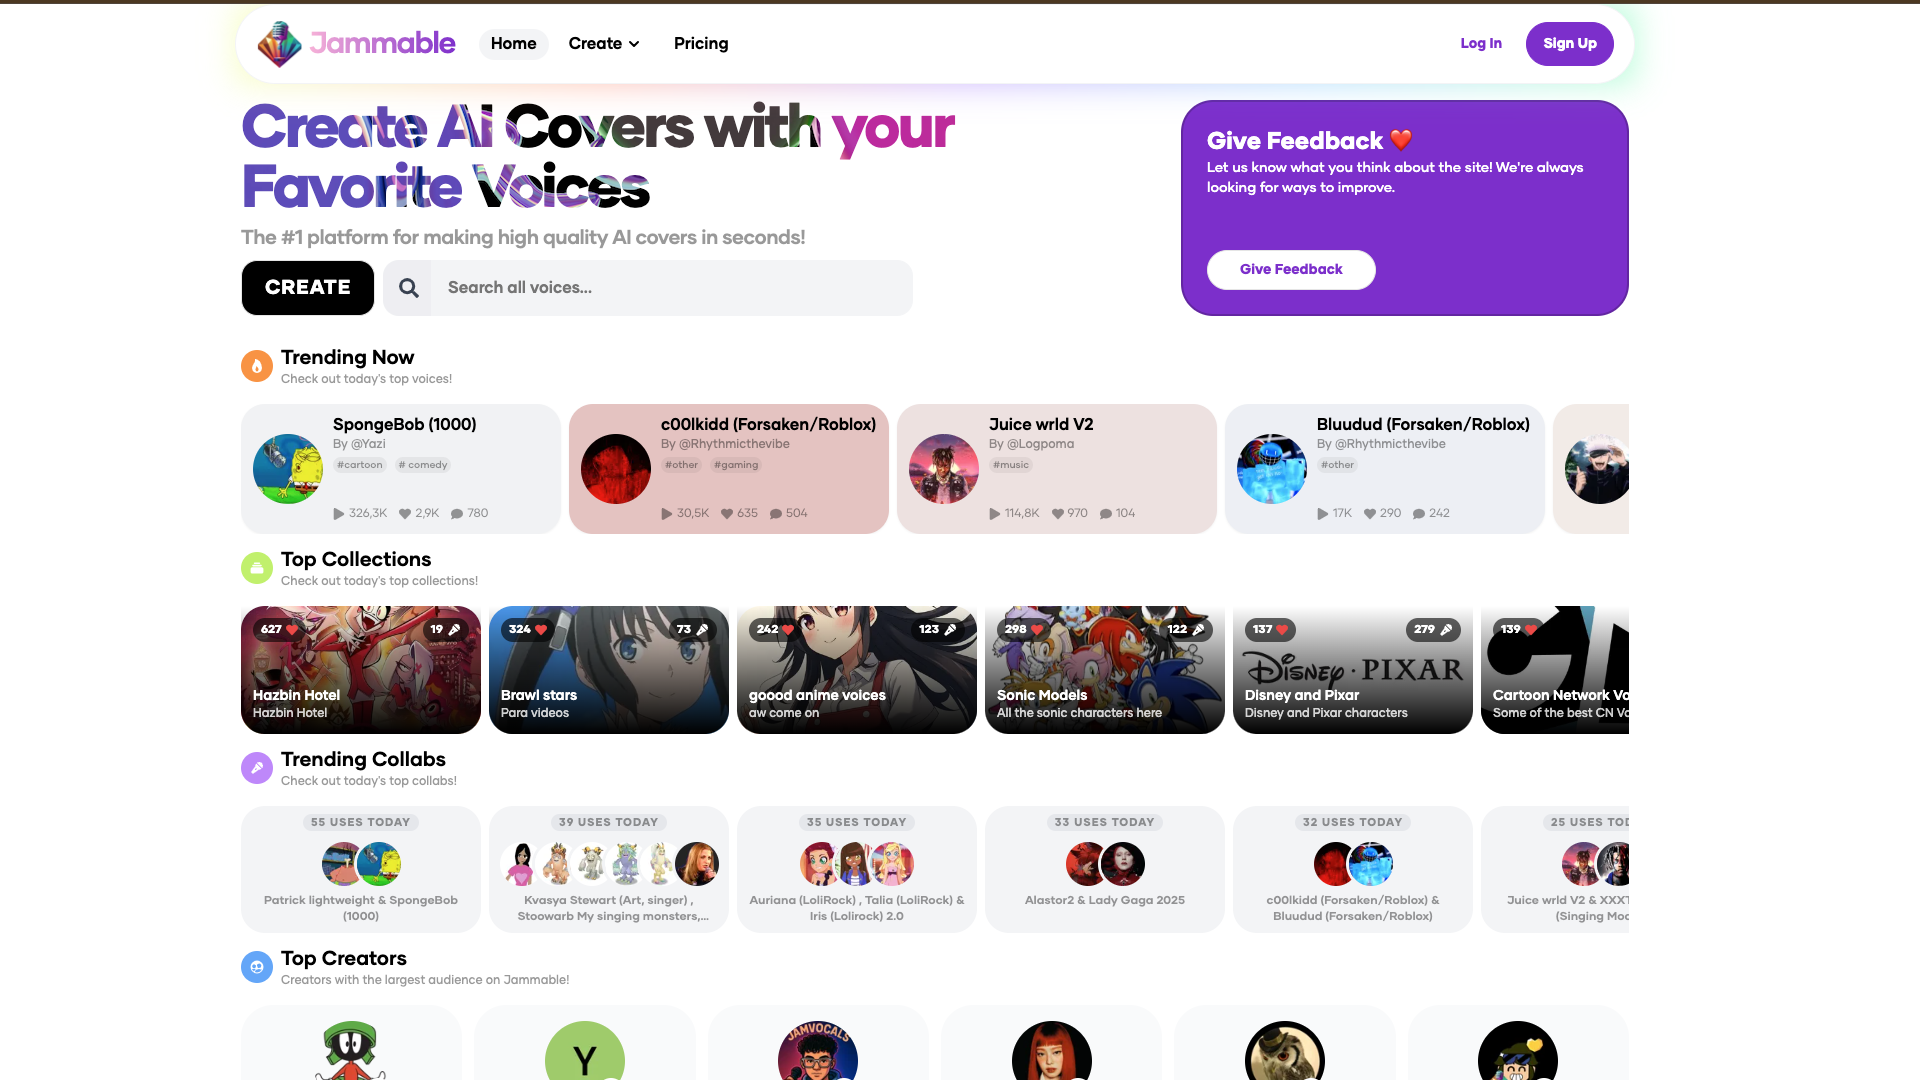 Jammable
Home
Create
Pricing
Log In
Sign Up
Create AI Covers with your
Favorite Voices
The #1 platform for making high quality AI covers in seconds!
CREATE
Search all voices...
Give Feedback ❤️
Let us know what you think about the site! We're always
looking for ways to improve.
Give Feedback
Trending Now
Check out today's top voices!
SpongeBob (1000)
By @Yazi
#cartoon # comedy
326,3K 2,9K 780
c00lkidd (Forsaken/Roblox)
By @Rhythmicthevibe
#other #gaming
30,5K 635 504
Juice wrld V2
By @Logpoma
#music
114,8K 970 104
Bluudud (Forsaken/Roblox)
By @Rhythmicthevibe
#other
17K 290 242
Top Collections
Check out today's top collections!
627 19
Hazbin Hotel
Hazbin Hotel
324 73
Brawl stars
Para videos
242 123
goood anime voices
aw come on
298 122
Sonic Models
All the sonic characters here
137 279
Disney · PIXAR
Disney and Pixar
Disney and Pixar characters
139
Cartoon Network Vo
Some of the best CN Vo
Trending Collabs
Check out today's top collabs!
55 USES TODAY
Patrick lightweight & SpongeBob
(1000)
39 USES TODAY
Kvasya Stewart (Art, singer) ,
Stoowarb My singing monsters,...
35 USES TODAY
Auriana (LoliRock) , Talia (LoliRock) &
Iris (Lolirock) 2.0
33 USES TODAY
Alastor2 & Lady Gaga 2025
32 USES TODAY
c00lkidd (Forsaken/Roblox) &
Bluudud (Forsaken/Roblox)
25 USES TOD
Juice wrld V2 & XXXT
(Singing Mod
Top Creators
Creators with the largest audience on Jammable!
Y
JAMVOCALS